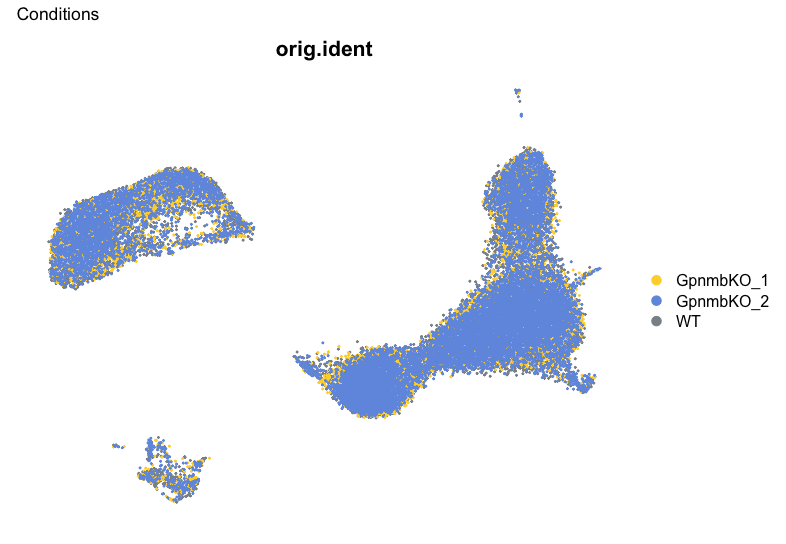 Conditions
orig.ident
GpnmbKO_1
GpnmbKO_2
WT